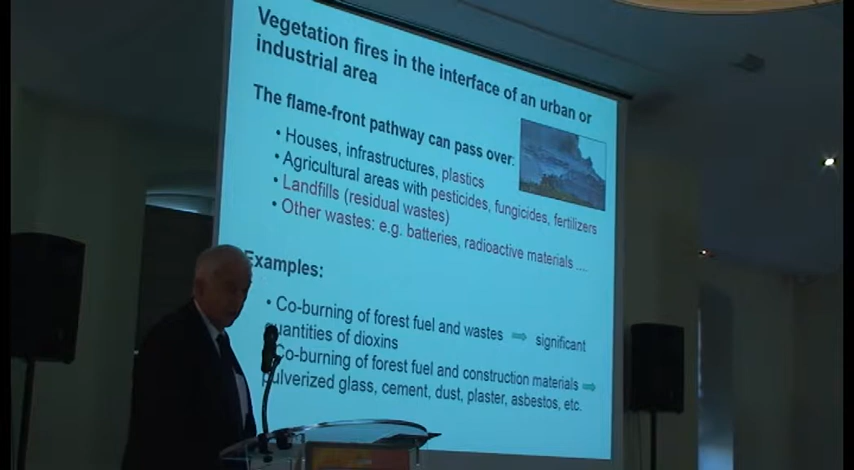 Vegetation fires in the interface of an urban or
industrial area
The flame-front pathway can pass over:
• Houses, infrastructures, plastics
• Agricultural areas with pesticides, fungicides, fertilizers
• Landfills (residual wastes)
• Other wastes: e.g. batteries, radioactive materials ....
Examples:
• Co-burning of forest fuel and wastes ⇒ significant
quantities of dioxins
Co-burning of forest fuel and construction materials ⇒
pulverized glass, cement, dust, plaster, asbestos, etc.